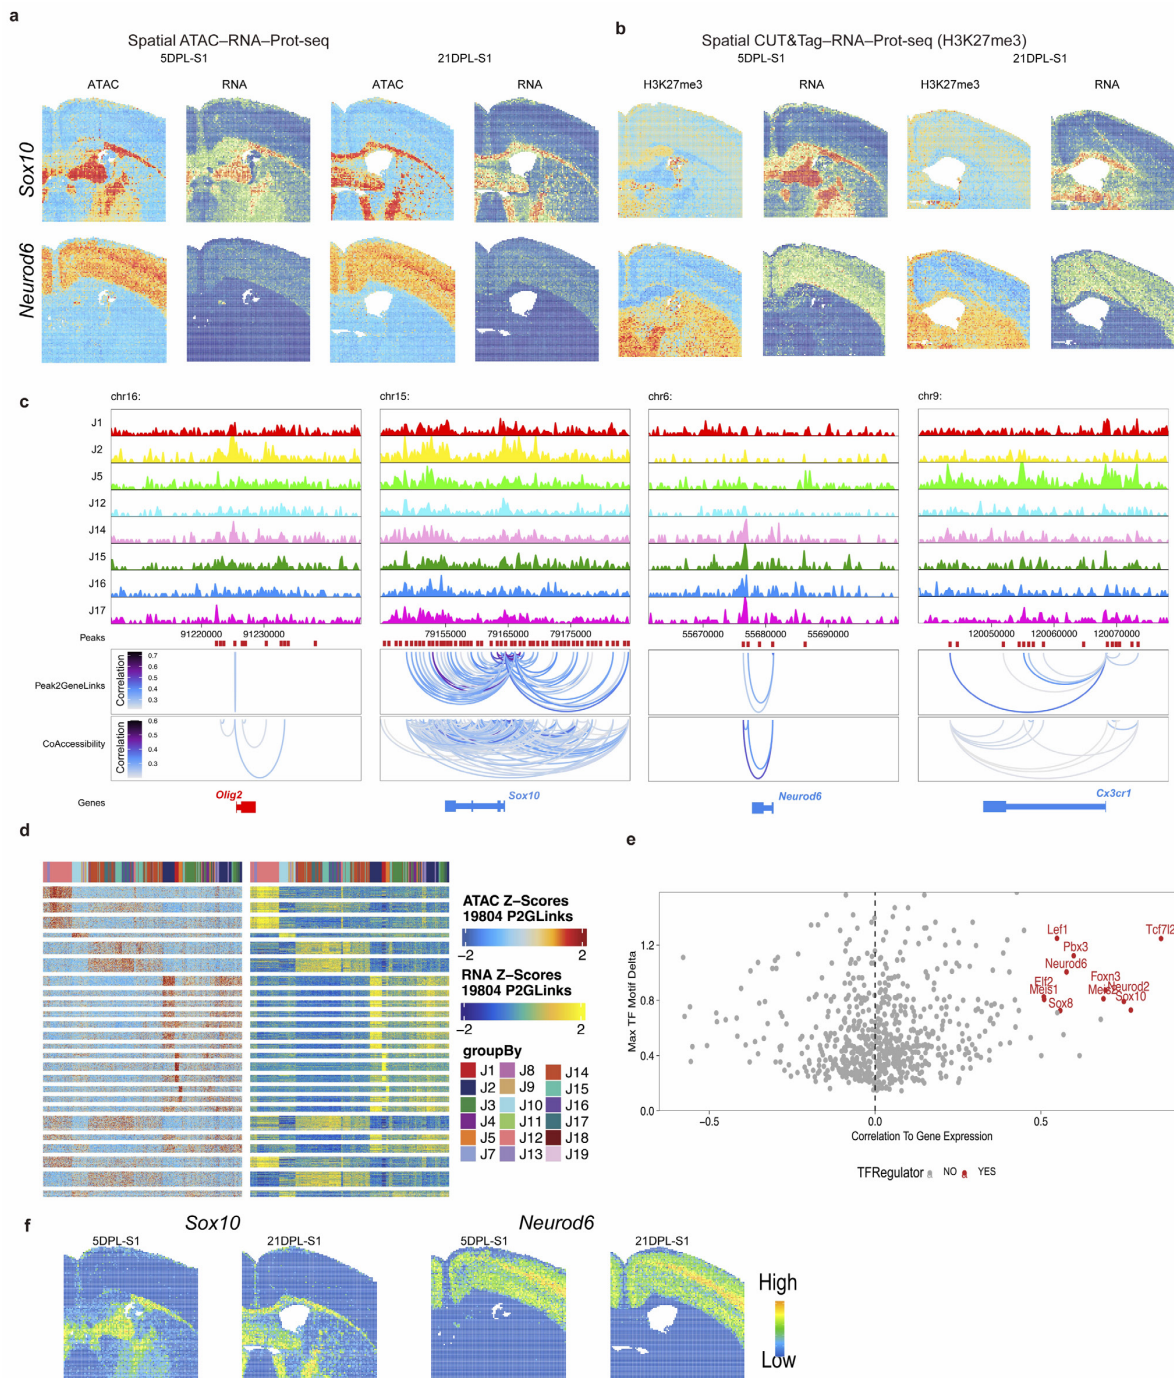 a
b
Spatial ATAC–RNA–Prot-seq
Spatial CUT&Tag–RNA–Prot-seq (H3K27me3)
5DPL-S1
21DPL-S1
5DPL-S1
21DPL-S1
ATAC
RNA
ATAC
RNA
H3K27me3
RNA
H3K27me3
RNA
Sox10
Neurod6
c
chr16:
chr15:
chr6:
chr9:
J1
J2
J5
J12
J14
J15
J16
J17
91220000 91230000
79155000 79165000 79175000
55670000 55680000 55690000
120050000 120060000 120070000
Peaks
Peak2GeneLinks
Correlation
0.7
0.6
0.5
0.4
0.3
CoAccessibility
Correlation
0.6
0.5
0.4
0.3
Genes
Olig2
Sox10
Neurod6
Cx3cr1
d
ATAC Z−Scores
19804 P2GLinks
−2 2
RNA Z−Scores
19804 P2GLinks
−2 2
groupBy
J1 J8 J14
J2 J9 J15
J3 J10 J16
J4 J11 J17
J5 J12 J18
J7 J13 J19
e
Max TF Motif Delta
1.2
0.8
0.4
0.0
Lef1
Tcf7l2
Pbx3
Neurod6
Foxn3
Elf2
Neurod2
Meis1
Sox10
Sox8
−0.5 0.0 0.5
Correlation To Gene Expression
TFRegulator NO YES
f
Sox10
Neurod6
5DPL-S1
21DPL-S1
5DPL-S1
21DPL-S1
High
Low